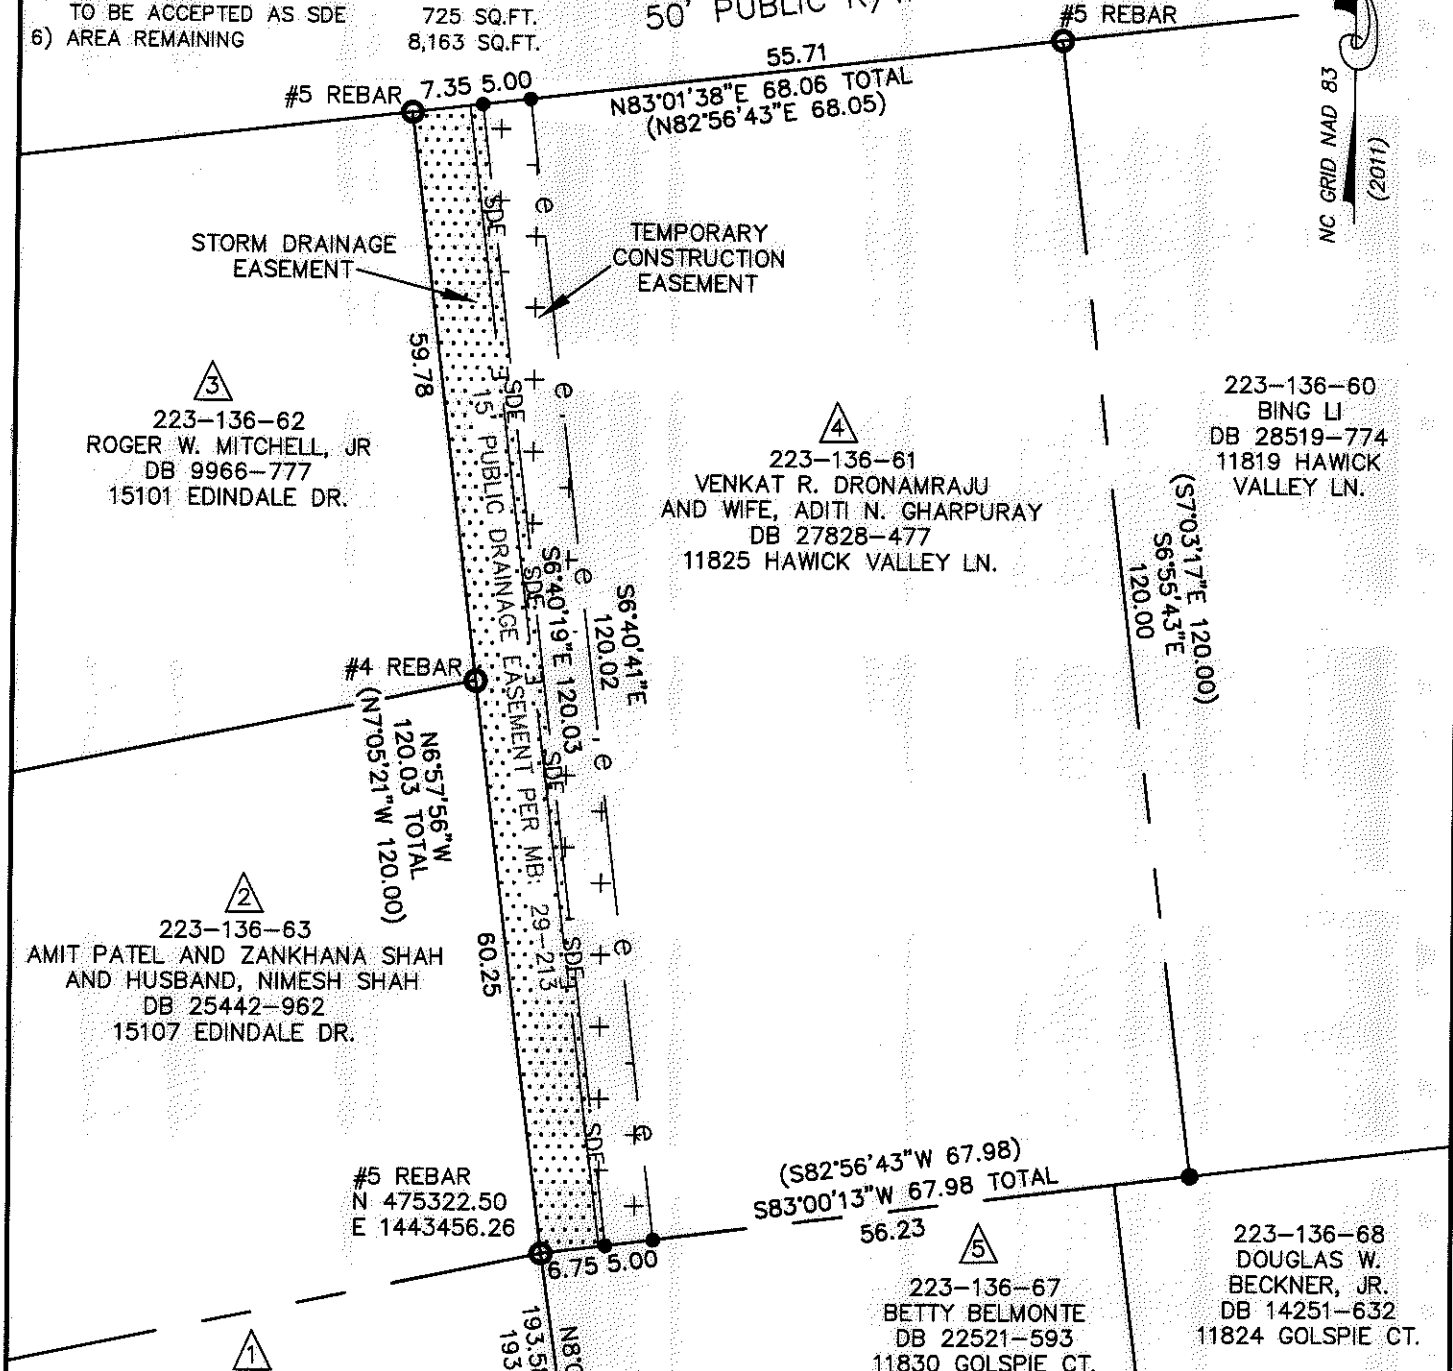 TO BE ACCEPTED AS SDE 725 SQ.FT.
6) AREA REMAINING 8,163 SQ.FT.
50' PUBLIC R/
#5 REBAR
NC GRID NAD 83
(2011)
#5 REBAR
7.35 5.00
55.71
N83°01'38"E 68.06 TOTAL
(N82°56'43"E 68.05)
STORM DRAINAGE
EASEMENT
TEMPORARY
CONSTRUCTION
EASEMENT
SDE
e
59.78
3
223-136-62
ROGER W. MITCHELL, JR
DB 9966-777
15101 EDINDALE DR.
SDE
e
15' PUBLIC DRAINAGE EASEMENT PER MB: 29-213
4
223-136-61
VENKAT R. DRONAMRAJU
AND WIFE, ADITI N. GHARPURAY
DB 27828-477
11825 HAWICK VALLEY LN.
223-136-60
BING LI
DB 28519-774
11819 HAWICK
VALLEY LN.
(S7°03'17"E 120.00)
S6°55'43"E
120.00
SDE
e
S6°40'19"E 120.03
S6°40'41"E
120.02
#4 REBAR
N6°57'56"W
120.03 TOTAL
(N7°05'21"W 120.00)
SDE
e
2
223-136-63
AMIT PATEL AND ZANKHANA SHAH
AND HUSBAND, NIMESH SHAH
DB 25442-962
15107 EDINDALE DR.
60.25
SDE
e
SDE
e
#5 REBAR
N 475322.50
E 1443456.26
6.75 5.00
(S82°56'43"W 67.98)
S83°00'13"W 67.98 TOTAL
56.23
5
223-136-67
BETTY BELMONTE
DB 22521-593
11830 GOLSPIE CT.
223-136-68
DOUGLAS W.
BECKNER, JR.
DB 14251-632
11824 GOLSPIE CT.
1